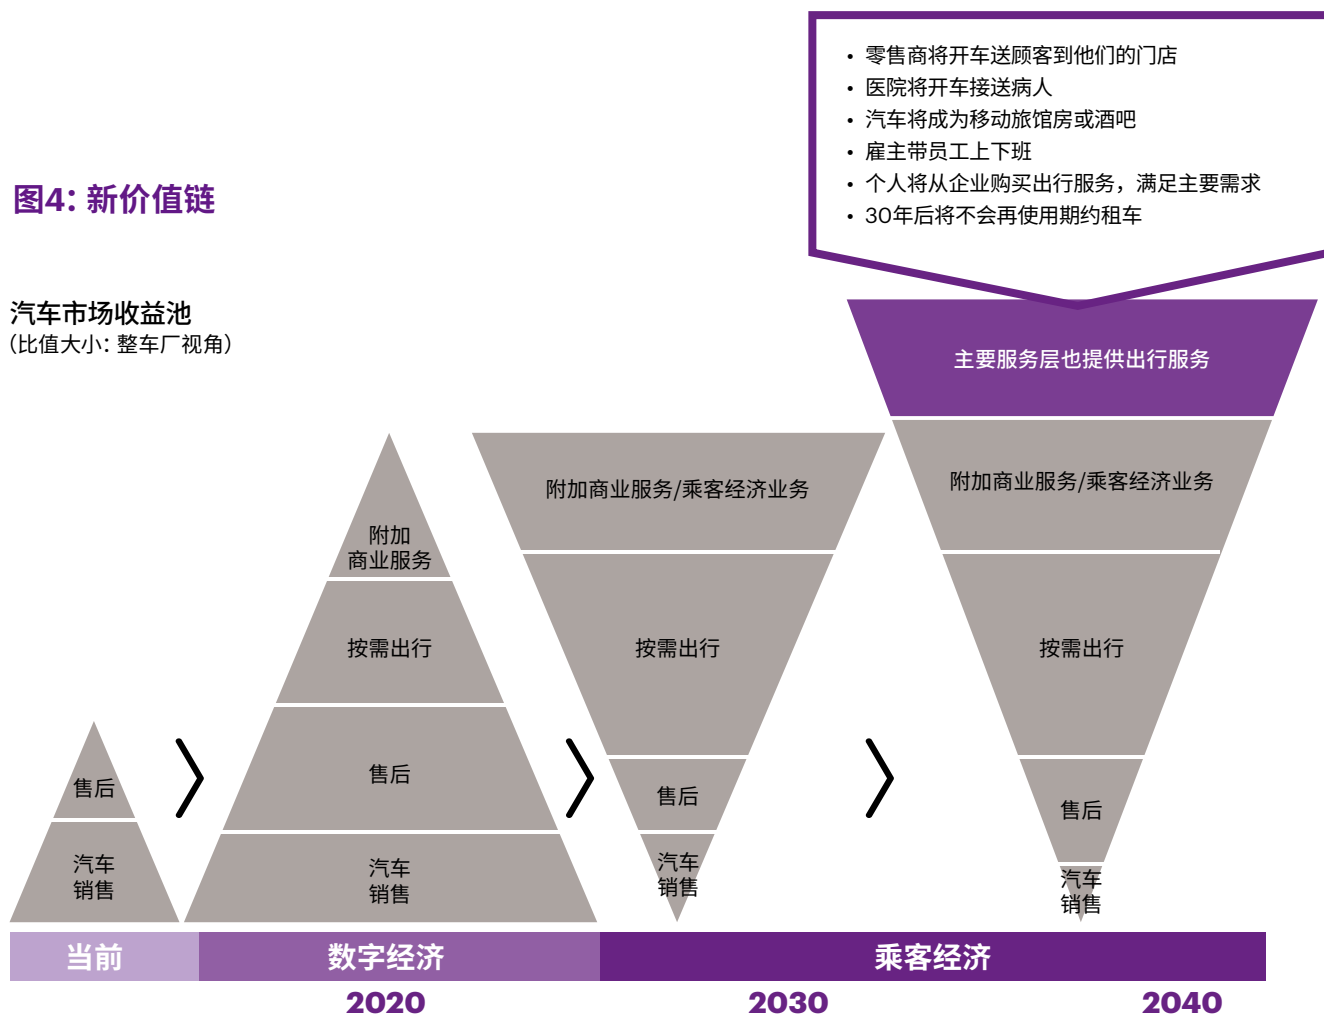 • 零售商将开车送顾客到他们的门店
• 医院将开车接送病人
• 汽车将成为移动旅馆房或酒吧
• 雇主带员工上下班
• 个人将从企业购买出行服务，满足主要需求
• 30年后将不会再使用期约租车
图4：新价值链
汽车市场收益池
（比值大小：整车厂视角）
售后
汽车
销售
附加
商业服务
按需出行
售后
汽车
销售
附加商业服务/乘客经济业务
按需出行
售后
汽车
销售
主要服务层也提供出行服务
附加商业服务/乘客经济业务
按需出行
售后
汽车
销售
当前
数字经济
乘客经济
2020
2030
2040